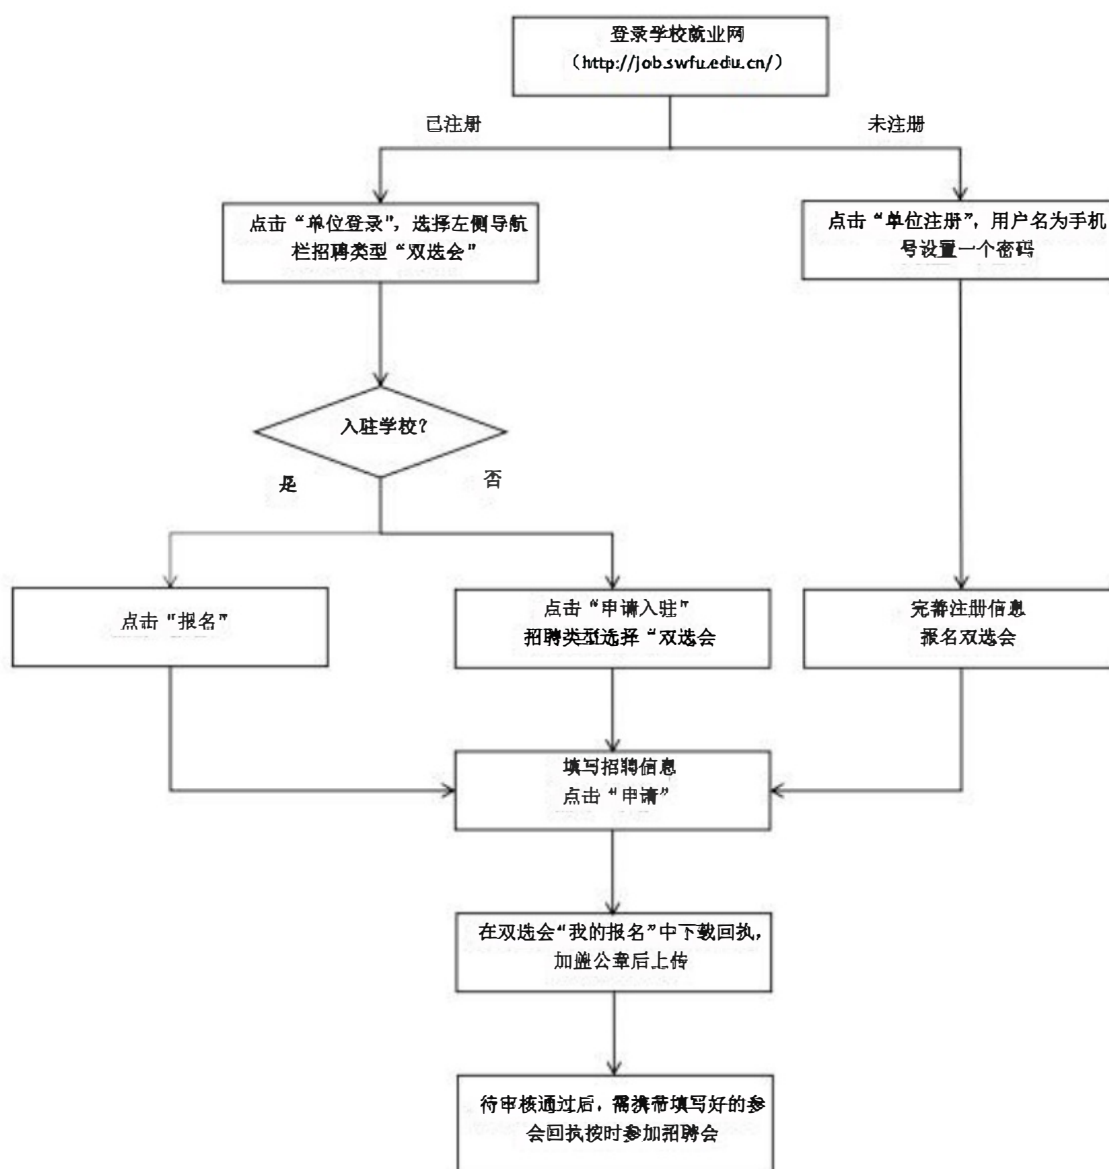 登录学校就业网
（http://job.swfu.edu.cn/）
已注册
未注册
点击“单位登录”，选择左侧导航
栏招聘类型“双选会”
点击“单位注册”，用户名为手机
号设置一个密码
入驻学校？
是
否
点击“报名”
点击“申请入驻”
招聘类型选择“双选会
完善注册信息
报名双选会
填写招聘信息
点击“申请”
在双选会“我的报名”中下载回执，
加盖公章后上传
待审核通过后，需携带填写好的参
会回执按时参加招聘会